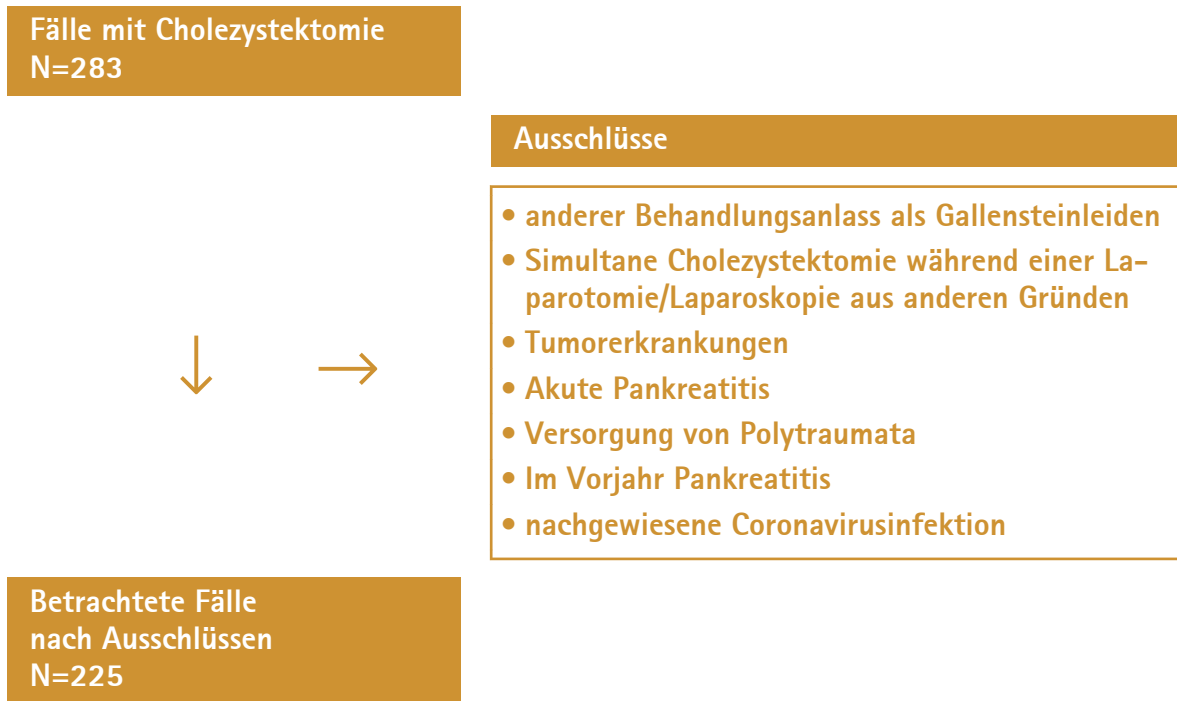 Fälle mit Cholezystektomie
N=283
Ausschlüsse
• anderer Behandlungsanlass als Gallensteinleiden
• Simultane Cholezystektomie während einer La-
parotomie/Laparoskopie aus anderen Gründen
• Tumorerkrankungen
• Akute Pankreatitis
• Versorgung von Polytraumata
• Im Vorjahr Pankreatitis
• nachgewiesene Coronavirusinfektion
Betrachtete Fälle
nach Ausschlüssen
N=225